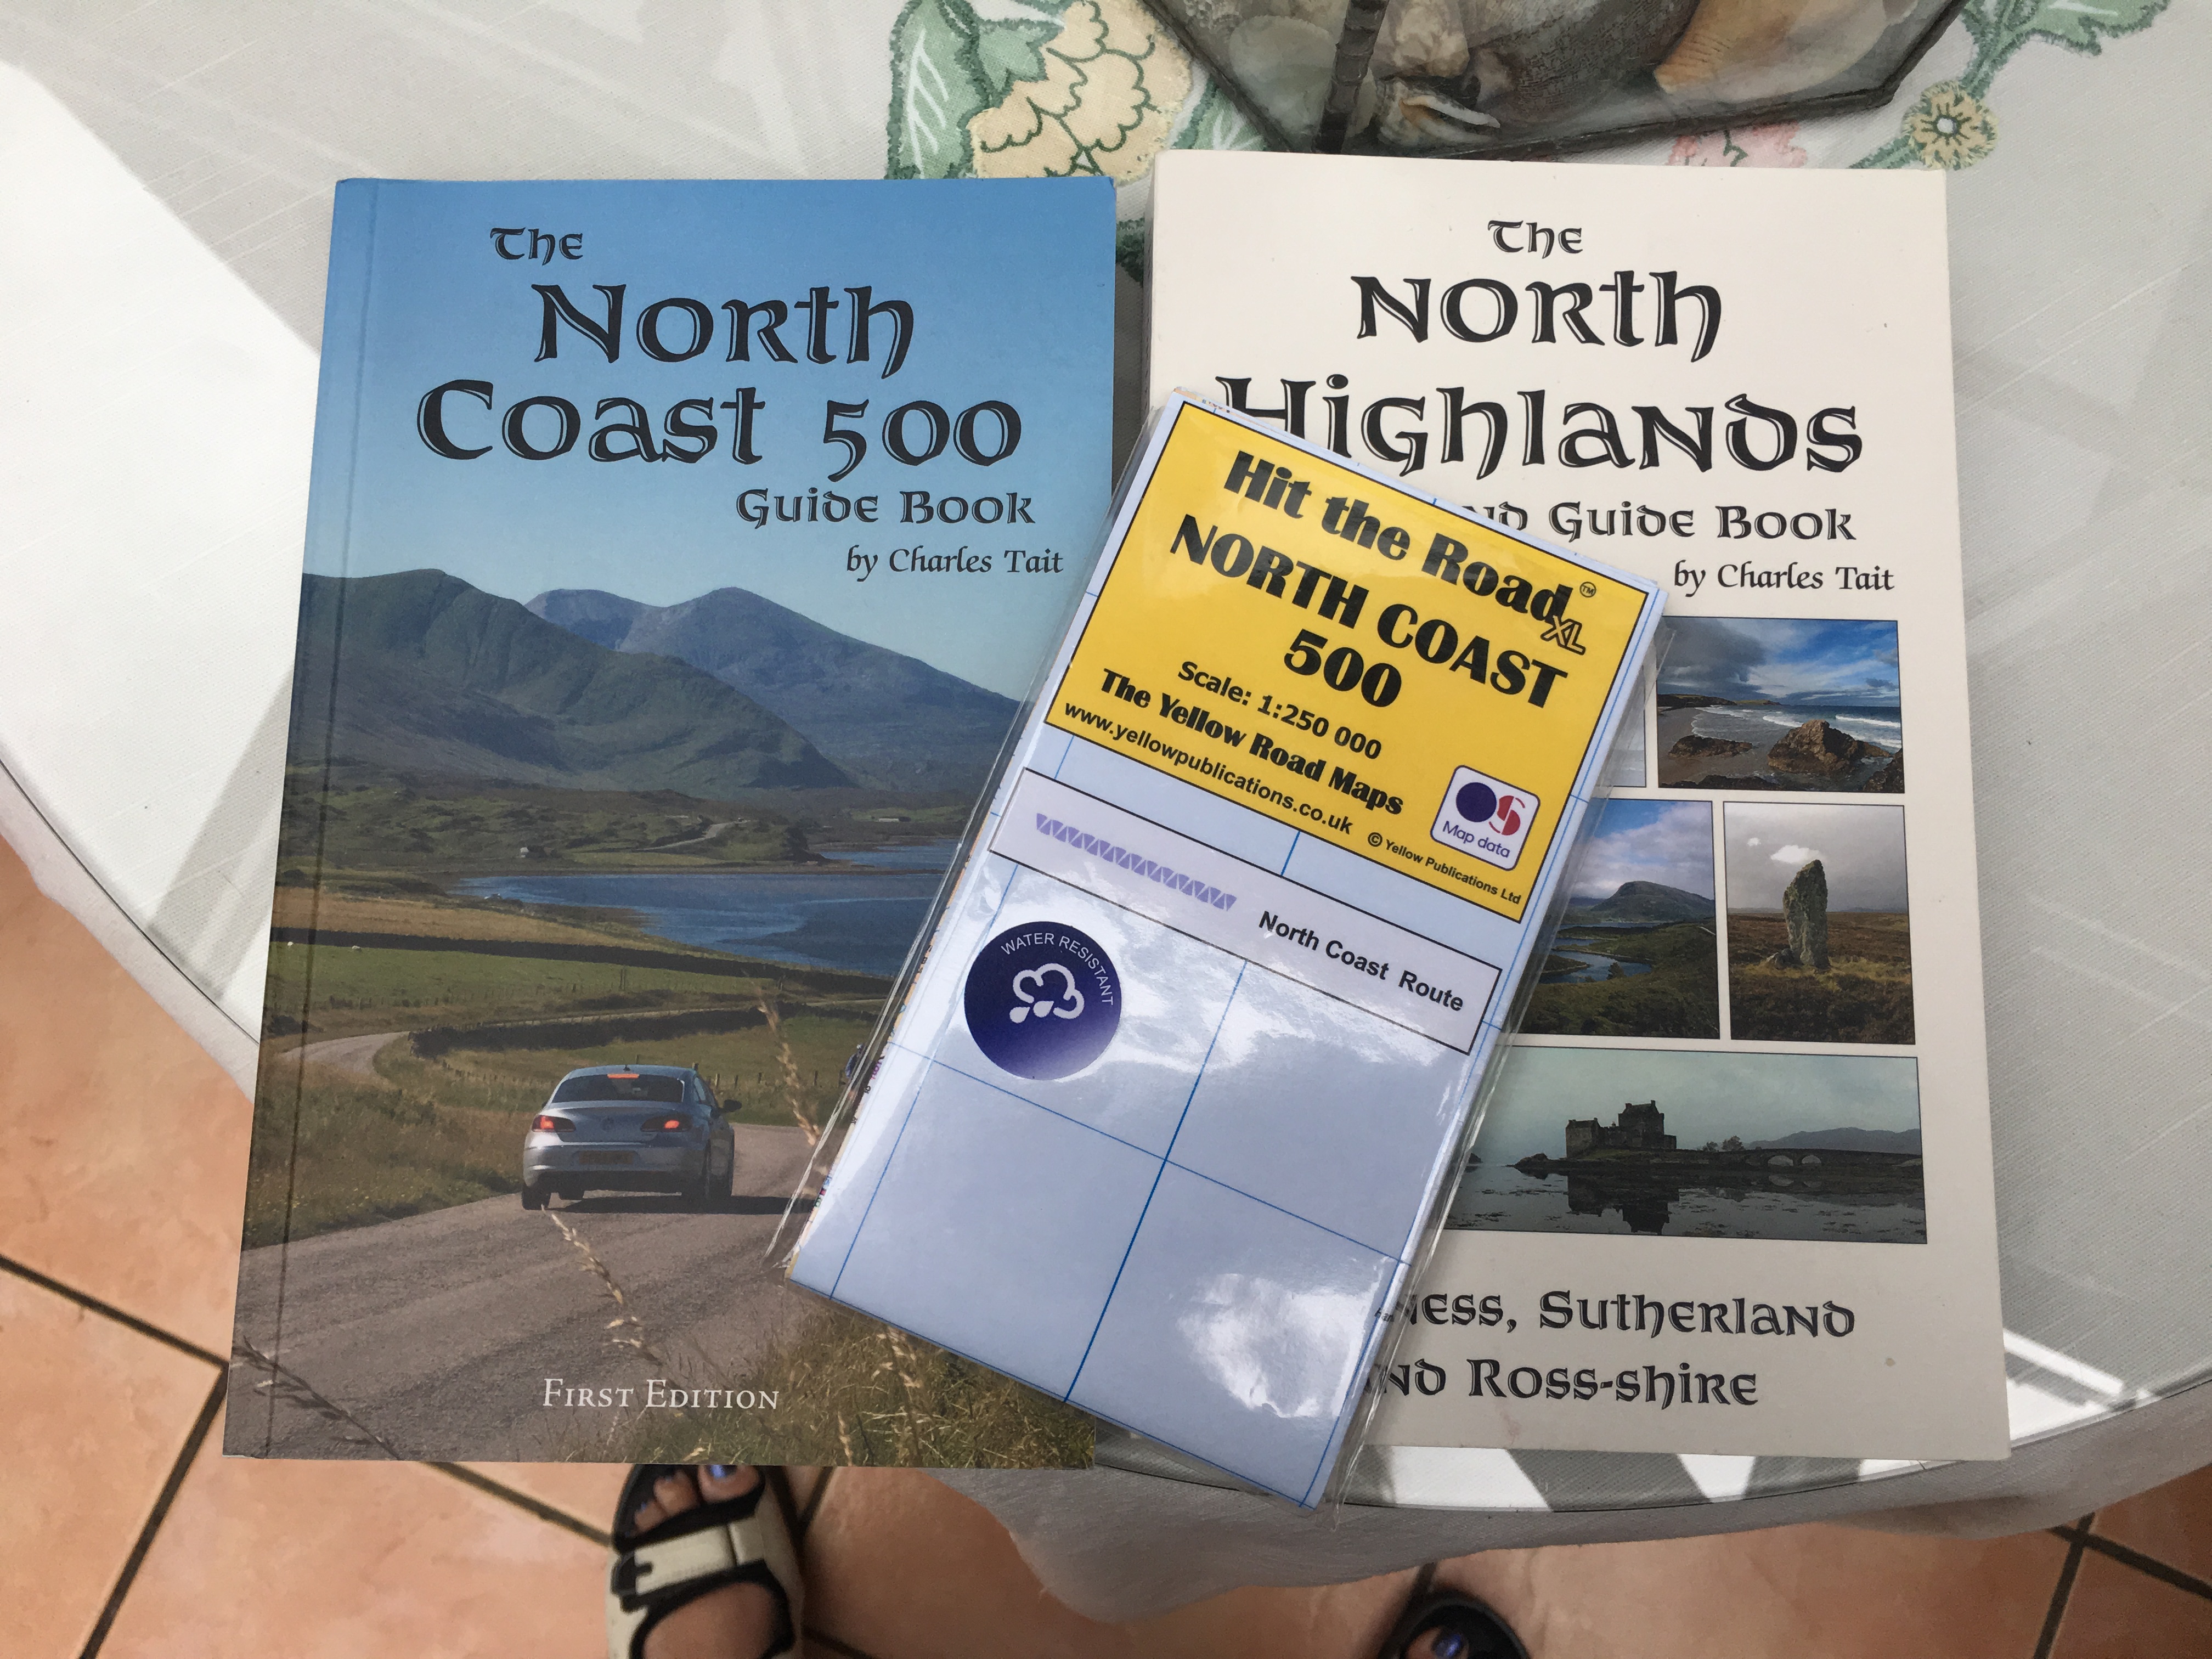 The
North
Coast 500
Guide Book
by Charles Tait
First Edition
The
North
Highlands
Guide Book
by Charles Tait
Sutherland
Ross-shire
Hit the Road™
XL
NORTH COAST
500
Scale: 1:250 000
The Yellow Road Maps
www.yellowpublications.co.uk
© Yellow Publications Ltd
OS
Map data
North Coast Route
WATER RESISTANT